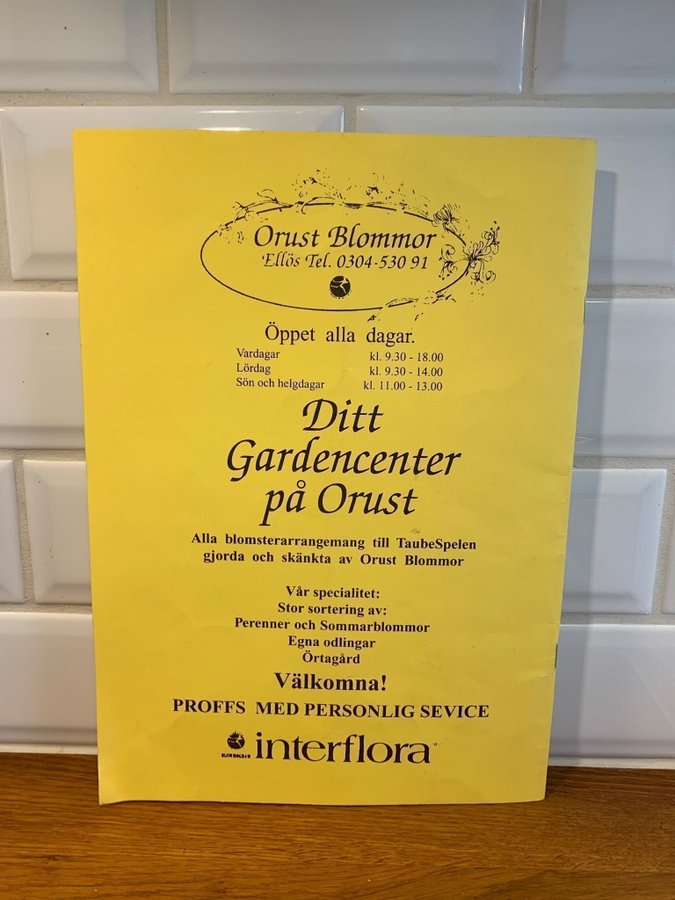 Orust Blommor
Ellös Tel. 0304-530 91
Öppet alla dagar.
Vardagar kl. 9.30 - 18.00
Lördag kl. 9.30 - 14.00
Sön och helgdagar kl. 11.00 - 13.00
Ditt
Gardencenter
på Orust
Alla blomsterarrangemang till TaubeSpelen
gjorda och skänkta av Orust Blommor
Vår specialitet:
Stor sortering av:
Perenner och Sommarblommor
Egna odlingar
Örtagård
Välkomna!
PROFFS MED PERSONLIG SEVICE
BLOMMOGRAM interflora